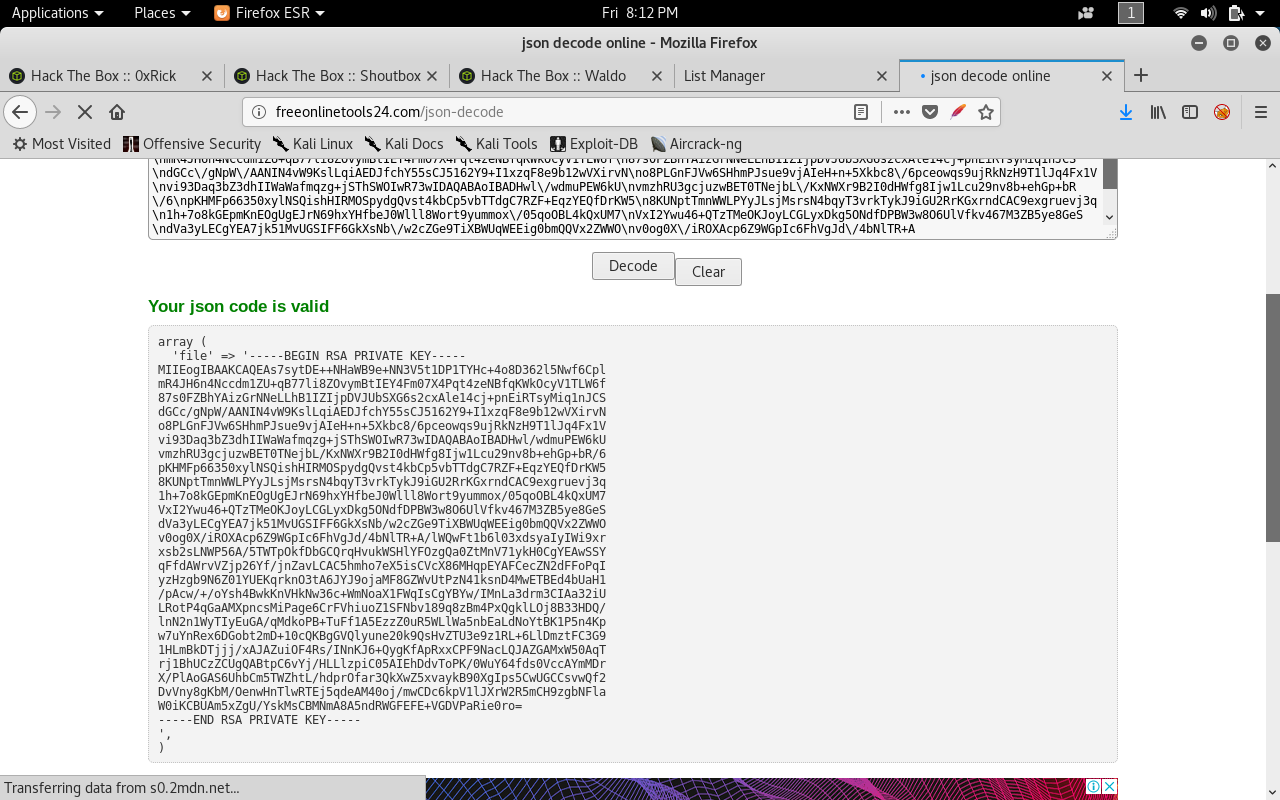 Applications Places Firefox ESR Fri 8:12 PM 1
json decode online - Mozilla Firefox
Hack The Box :: 0xRick Hack The Box :: Shoutbox Hack The Box :: Waldo List Manager json decode online
freeonlinetools24.com/json-decode
Most Visited Offensive Security Kali Linux Kali Docs Kali Tools Exploit-DB Aircrack-ng
\ndGCc\/gNpW\/AANIN4vW9KslLqiAEDJfchY55sCJ5162Y9+I1xzqF8e9b12wVXirvN\no8PLGnFJVw6SHhmPJsue9vjAIeH+n+5Xkbc8\/6pceowqs9ujRkNzH9T1lJq4Fx1V
\nvi93Daq3bZ3dhIIWaWafmqzg+jSThSWOIwR73wIDAQABAoIBADHwl\/wdmuPEW6kU\nvmzhRU3gcjuzwBET0TNejbL\/KxNWXr9B2I0dHWfg8Ijw1Lcu29nv8b+ehGp+bR
\/6\npKHMFp66350xylNSQishHIRMOSpydgQvst4kbCp5vbTTdgC7RZF+EqzYEQfDrKW5\n8KUNptTmnWWLPYyJLsjMsrsN4bqyT3vrkTykJ9iGU2RrKGxrndCAC9exgruevj3q
\n1h+7o8kGEpmKnEOgUgEJrN69hxYHfbeJ0Wlll8Wort9yummox\/05qoOBL4kQxUM7\nVxI2Ywu46+QTzTMeOKJoyLCGLyxDkg5ONdfDPBW3w8O6UlVfkv467M3ZB5ye8GeS
\ndVa3yLECgYEA7jk51MvUGSIFF6GkXsNb\/w2cZGe9TiXBWUqWEEig0bmQQVx2ZWWO\nv0og0X\/iROXAcp6Z9WGpIc6FhVgJd\/4bNlTR+A
Decode Clear
Your json code is valid
array (
'file' => '-----BEGIN RSA PRIVATE KEY-----
MIIEogIBAAKCAQEAs7sytDE++NHaWB9e+NN3V5t1DP1TYHc+4o8D362l5Nwf6Cpl
mR4JH6n4Nccdm1ZU+qB77li8ZOvymBtIEY4Fm07X4Pqt4zeNBfqKWkOcyV1TLW6f
87s0FZBhYAizGrNNeLLhB1IZIjpDVJUbSXG6s2cxAle14cj+pnEiRTsyMiq1nJCS
dGCc/gNpW/AANIN4vW9KslLqiAEDJfchY55sCJ5162Y9+I1xzqF8e9b12wVXirvN
o8PLGnFJVw6SHhmPJsue9vjAIeH+n+5Xkbc8/6pceowqs9ujRkNzH9T1lJq4Fx1V
vi93Daq3bZ3dhIIWaWafmqzg+jSThSWOIwR73wIDAQABAoIBADHwl/wdmuPEW6kU
vmzhRU3gcjuzwBET0TNejbL/KxNWXr9B2I0dHWfg8Ijw1Lcu29nv8b+ehGp+bR/6
pKHMFp66350xylNSQishHIRMOSpydgQvst4kbCp5vbTTdgC7RZF+EqzYEQfDrKW5
8KUNptTmnWWLPYyJLsjMsrsN4bqyT3vrkTykJ9iGU2RrKGxrndCAC9exgruevj3q
1h+7o8kGEpmKnEOgUgEJrN69hxYHfbeJ0Wlll8Wort9yummox/05qoOBL4kQxUM7
VxI2Ywu46+QTzTMeOKJoyLCGLyxDkg5ONdfDPBW3w8O6UlVfkv467M3ZB5ye8GeS
dVa3yLECgYEA7jk51MvUGSIFF6GkXsNb/w2cZGe9TiXBWUqWEEig0bmQQVx2ZWWO
v0og0X/iROXAcp6Z9WGpIc6FhVgJd/4bNlTR+A/lWQwFt1b6l03xdsyaIyIWi9xr
xsb2sLNWP56A/5TWTpOkfDbGCQrqHvukWSHlYFOzgQa0ZtMnV71ykH0CgYEAwSSY
qFfdAWrvVZjp26Yf/jnZavLCAC5hmho7eX5isCVcX86MHqpEYAFCecZN2dFFoPqI
yzHzgb9N6Z01YUEKqrknO3tA6JYJ9ojaMF8GZWvUtPzN41ksnD4MwETBEd4bUaH1
/pAcw/+/oYsh4BwkKnVHkNw36c+WmNoaX1FWqIsCgYBYw/IMnLa3drm3CIAa32iU
LRotP4qGaAMXpncsMiPage6CrFVhiuoZ1SFNbv189q8zBm4PxQgklLOj8B33HDQ/
lnN2n1WyTIyEuGA/qMdkoPB+TuFf1A5EzzZ0uR5WLlWa5nbEaLdNoYtBK1P5n4Kp
w7uYnRex6DGobt2mD+10cQKBgGVQlyune20k9QsHvZTU3e9z1RL+6LlDmztFC3G9
1HLmBkDTjjj/xAJAZuiOF4Rs/INnKJ6+QygKfApRxxCPF9NacLQJAZGAMxW50AqT
rj1BhUCzZCUgQABtpC6vYj/HLLlzpiC05AIEhDdvToPK/0WuY64fds0VccAYmMDr
X/PlAoGAS6UhbCm5TWZhtL/hdprOfar3QkXwZ5xvaykB90XgIps5CwUGCCsvwQf2
DvVny8gKbM/OenwHnTlwRTEj5qdeAM40oj/mwCDc6kpV1lJXrW2R5mCH9zgbNFla
W0iKCBUAm5xZgU/YskMsCBMNmA8A5ndRWGFEFE+VGDVPaRie0ro=
-----END RSA PRIVATE KEY-----
',
)
Transferring data from s0.2mdn.net...